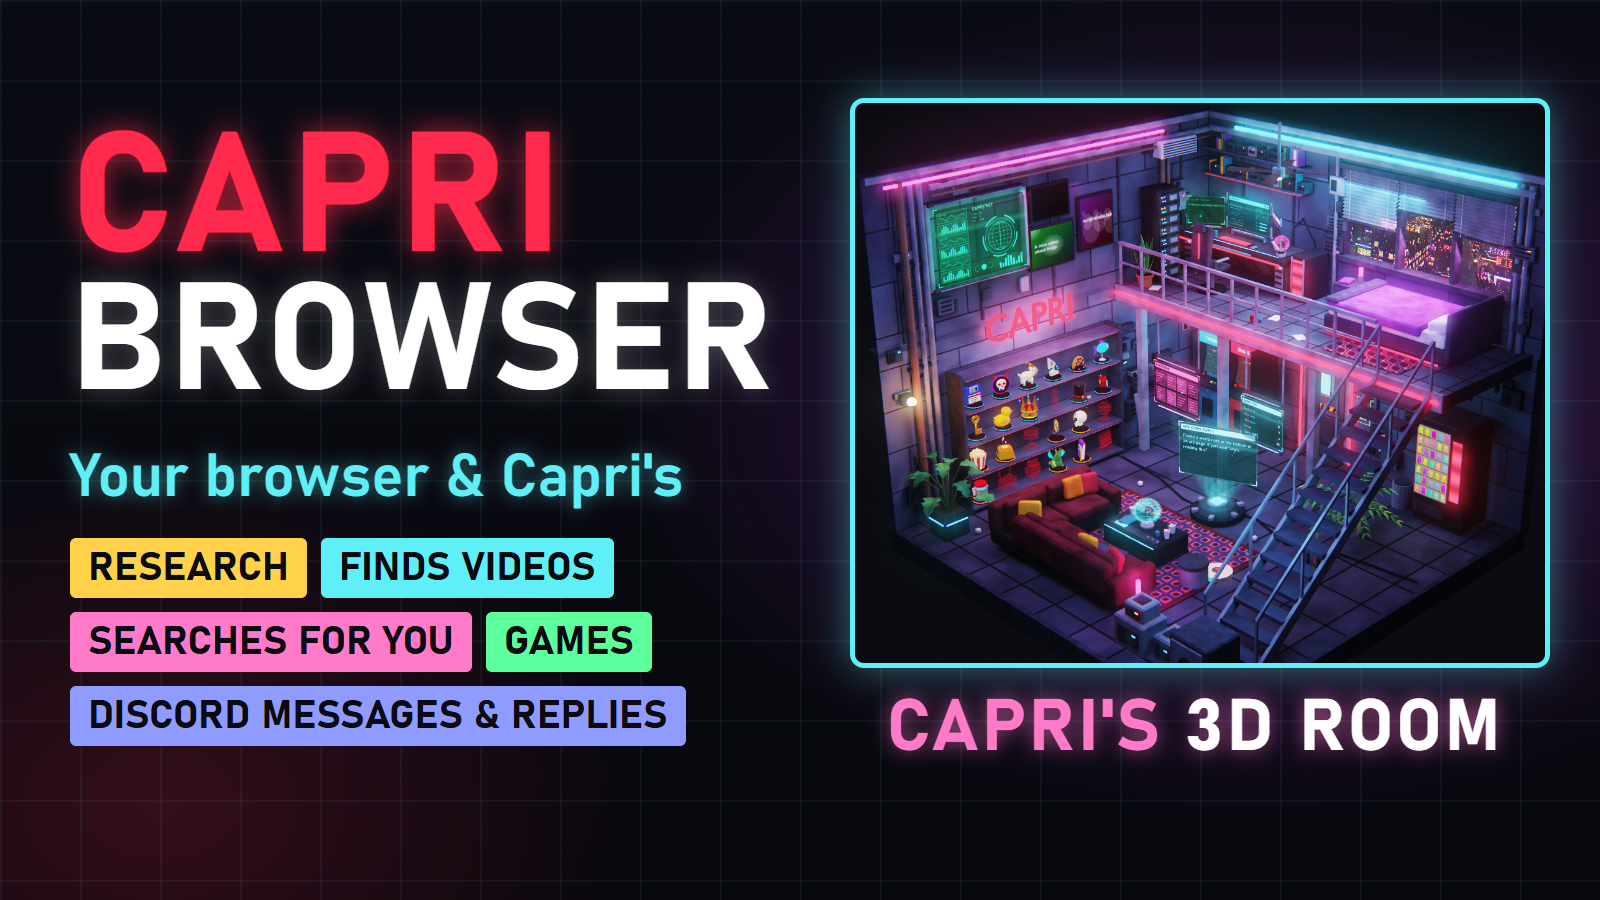 CAPRI
BROWSER
Your browser & Capri's
RESEARCH
FINDS VIDEOS
SEARCHES FOR YOU
GAMES
DISCORD MESSAGES & REPLIES
CAPRI
CAPRI'S 3D ROOM